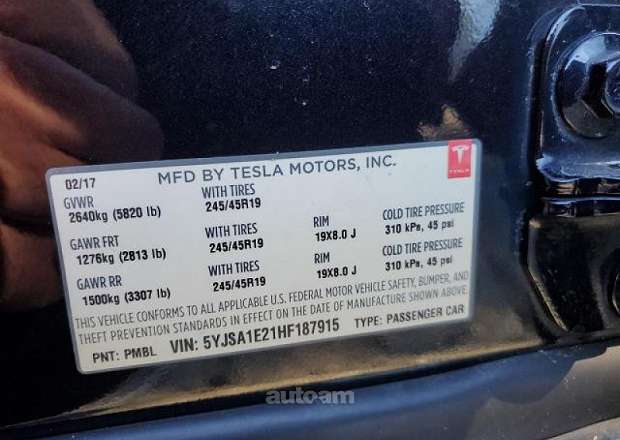 02/17 MFD BY TESLA MOTORS, INC. TESLA
GVWR WITH TIRES
2640kg (5820 lb) 245/45R19
GAWR FRT WITH TIRES RIM COLD TIRE PRESSURE
1276kg (2813 lb) 245/45R19 19X8.0 J 310 kPa, 45 psi
GAWR RR WITH TIRES RIM COLD TIRE PRESSURE
1500kg (3307 lb) 245/45R19 19X8.0 J 310 kPa, 45 psi
THIS VEHICLE CONFORMS TO ALL APPLICABLE U.S. FEDERAL MOTOR VEHICLE SAFETY, BUMPER, AND
THEFT PREVENTION STANDARDS IN EFFECT ON THE DATE OF MANUFACTURE SHOWN ABOVE.
PNT: PMBL VIN: 5YJSA1E21HF187915 TYPE: PASSENGER CAR
autoam